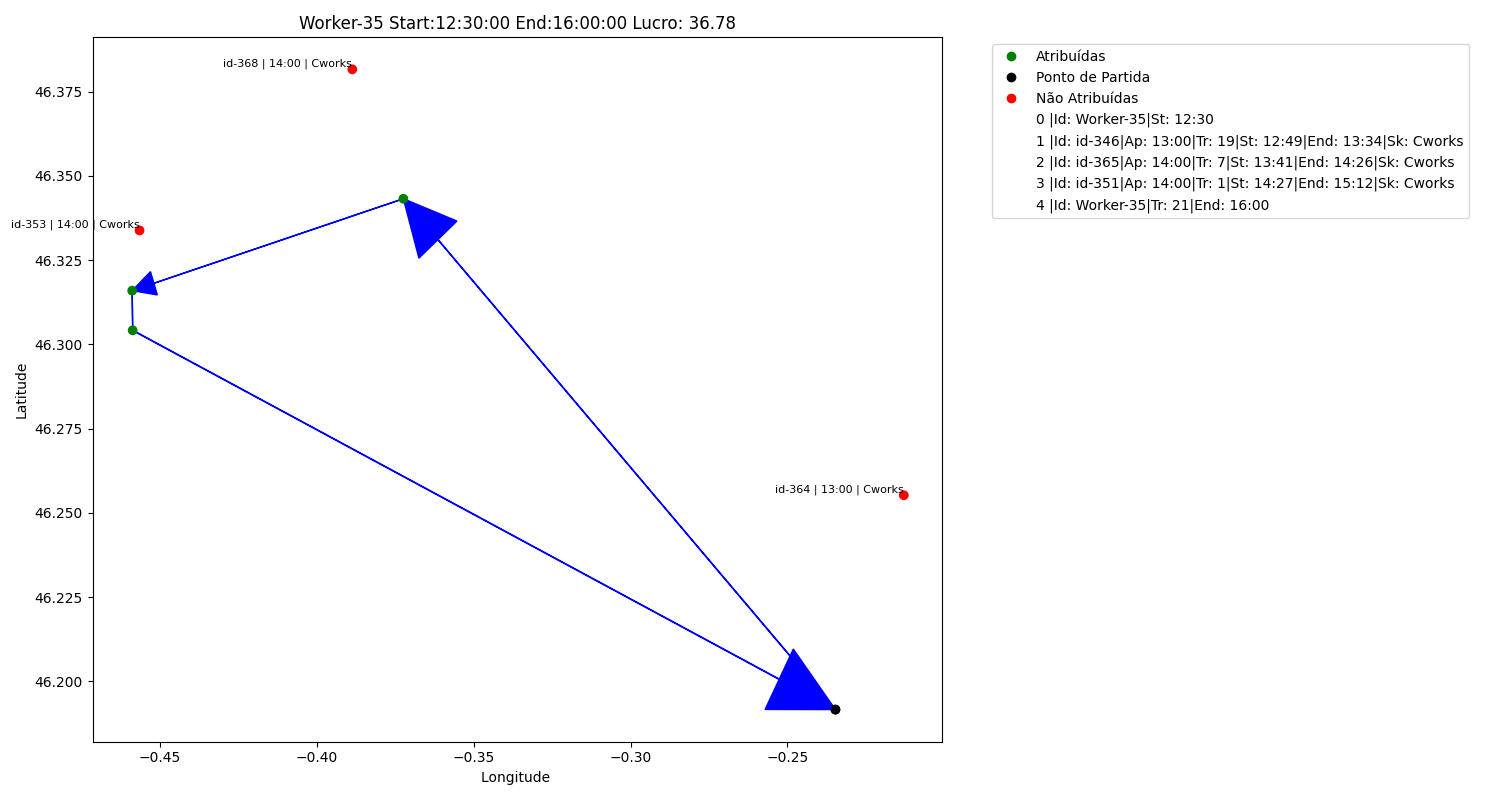 Worker-35 Start:12:30:00 End:16:00:00 Lucro: 36.78
id-368 | 14:00 | Cworks
id-353 | 14:00 | Cworks
id-364 | 13:00 | Cworks
46.375
46.350
46.325
46.300
46.275
46.250
46.225
46.200
Latitude
−0.45
−0.40
−0.35
−0.30
−0.25
Longitude
Atribuídas
Ponto de Partida
Não Atribuídas
0 |Id: Worker-35|St: 12:30
1 |Id: id-346|Ap: 13:00|Tr: 19|St: 12:49|End: 13:34|Sk: Cworks
2 |Id: id-365|Ap: 14:00|Tr: 7|St: 13:41|End: 14:26|Sk: Cworks
3 |Id: id-351|Ap: 14:00|Tr: 1|St: 14:27|End: 15:12|Sk: Cworks
4 |Id: Worker-35|Tr: 21|End: 16:00